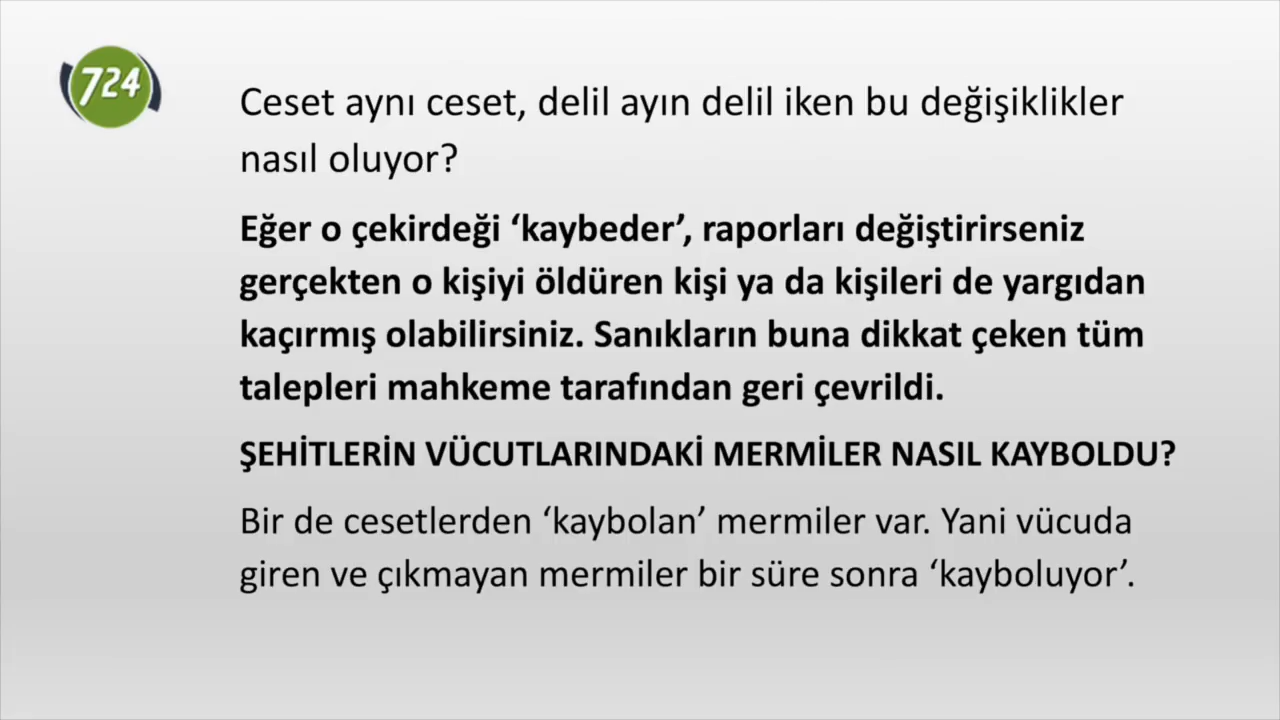 724
Ceset aynı ceset, delil ayın delil iken bu değişiklikler
nasıl oluyor?
Eğer o çekirdeği ‘kaybeder’, raporları değiştirirseniz
gerçekten o kişiyi öldüren kişi ya da kişileri de yargıdan
kaçırmış olabilirsiniz. Sanıkların buna dikkat çeken tüm
talepleri mahkeme tarafından geri çevrildi.
ŞEHİTLERİN VÜCUTLARINDAKİ MERMİLER NASIL KAYBOLDU?
Bir de cesetlerden ‘kaybolan’ mermiler var. Yani vücuda
giren ve çıkmayan mermiler bir süre sonra ‘kayboluyor’.